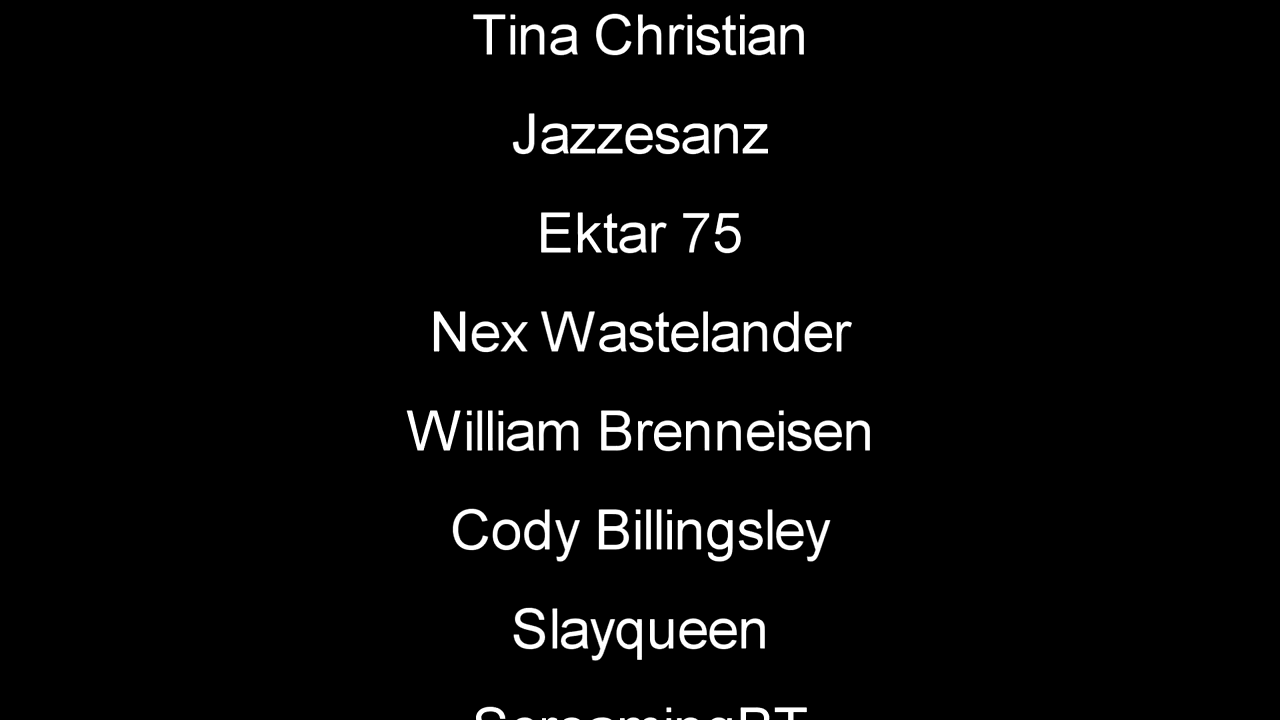 Tina Christian
Jazzesanz
Ektar 75
Nex Wastelander
William Brenneisen
Cody Billingsley
Slayqueen